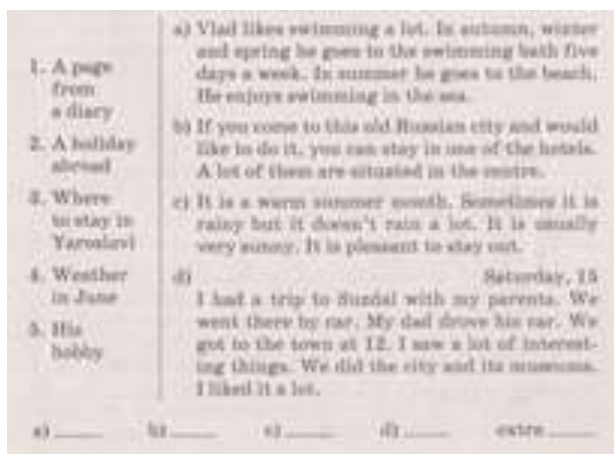 1. A page
from
a diary
2. A holiday
abroad
3. Where
to stay in
Yaroslavl
4. Weather
in June
5. His
hobby
a) Vlad likes swimming a lot. In autumn, winter
and spring he goes to the swimming bath five
days a week. In summer he goes to the beach.
He enjoys swimming in the sea.
b) If you come to this old Russian city and would
like to do it, you can stay in one of the hotels.
A lot of them are situated in the centre.
c) It is a warm summer month. Sometimes it is
rainy but it doesn't rain a lot. It is usually
very sunny. It is pleasant to stay out.
d) Saturday, 15
I had a trip to Suzdal with my parents. We
went there by car. My dad drove his car. We
got to the town at 12. I saw a lot of interest-
ing things. We did the city and its museums.
I liked it a lot.
a) ____ b) ____ c) ____ d) ____ extra ____